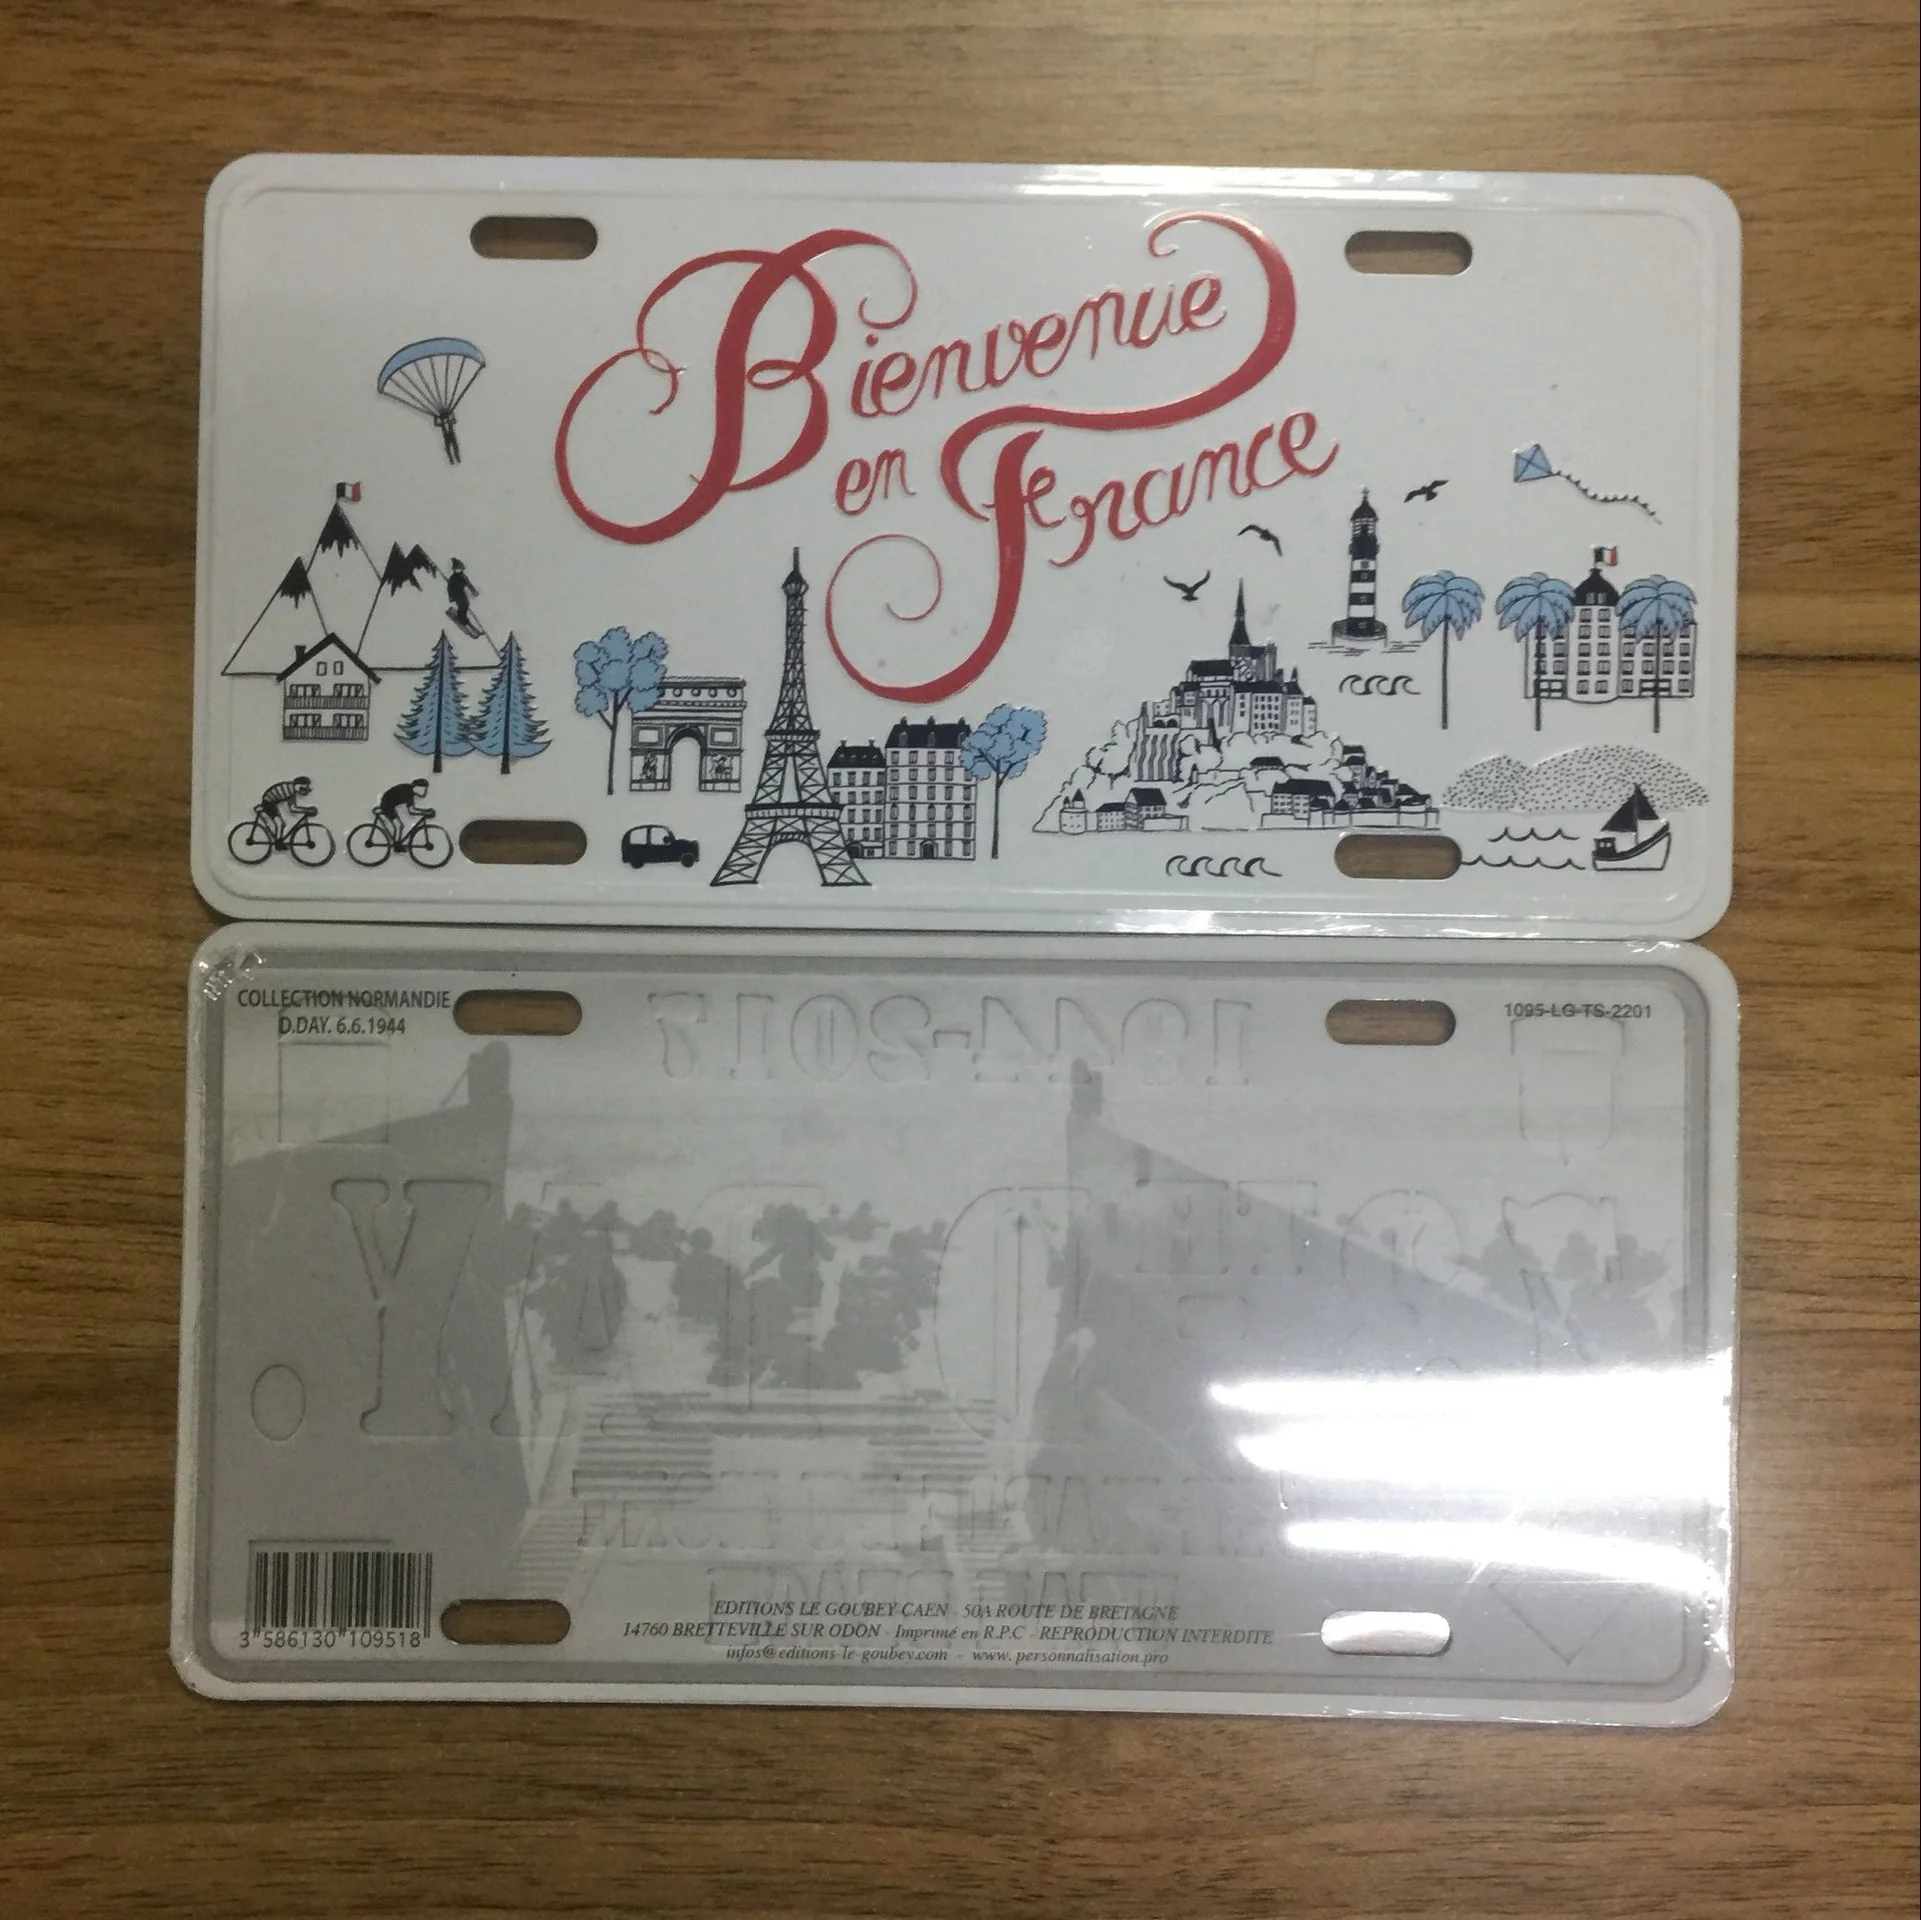 Bienvenue
en France
COLLECTION NORMANDIE
D.DAY. 6.6.1944
1095-LG-TS-2201
3 586130 109518
EDITIONS LE GOUBEY CAEN - 50A ROUTE DE BRETAGNE
14760 BRETTEVILLE SUR ODON - Imprimé en R.P.C - REPRODUCTION INTERDITE
infos@editions-le-goubey.com - www.personnalisation.pro